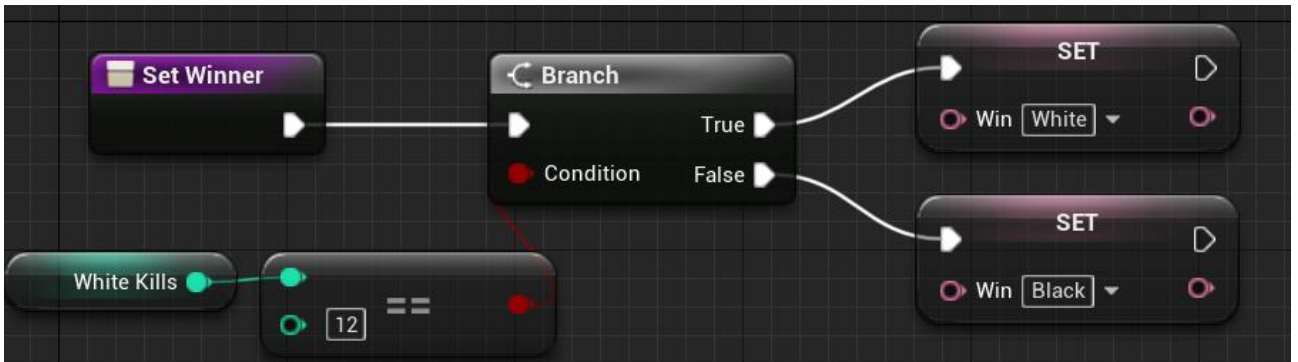 Set Winner
Branch
True
Condition
False
SET
Win White
SET
Win Black
White Kills
12
==